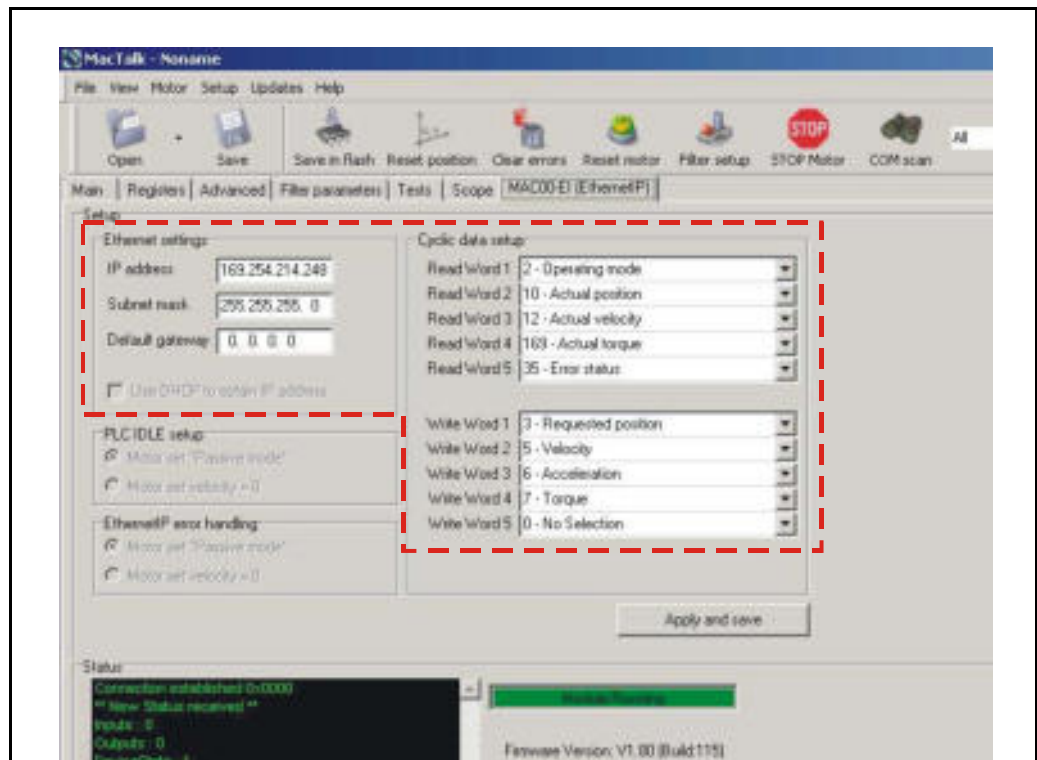 MacTalk - Noname
File View Motor Setup Updates Help
Open Save Save in flash Reset position Clear errors Reset motor Filter setup STOP Motor COM scan All
STOP
Main Registers Advanced Filter parameters Tests Scope MAC00-EI (EthernetIP)
Setup
Ethernet settings
IP address 169.254.214.248
Subnet mask 255.255.255. 0
Default gateway 0. 0. 0. 0
Use DHCP to obtain IP address
PLC IDLE setup
Motor set "Passive mode"
Motor set velocity = 0
EthernetIP error handling
Motor set "Passive mode"
Motor set velocity = 0
Cyclic data setup
Read Word 1 2 - Operating mode
Read Word 2 10 - Actual position
Read Word 3 12 - Actual velocity
Read Word 4 169 - Actual torque
Read Word 5 35 - Error status
Write Word 1 3 - Requested position
Write Word 2 5 - Velocity
Write Word 3 6 - Acceleration
Write Word 4 7 - Torque
Write Word 5 0 - No Selection
Apply and save
Status
Connection established 0x0000
** New Status received **
Inputs : 0
Outputs : 0
Module Running
Firmware Version: V1.00 (Build:115)